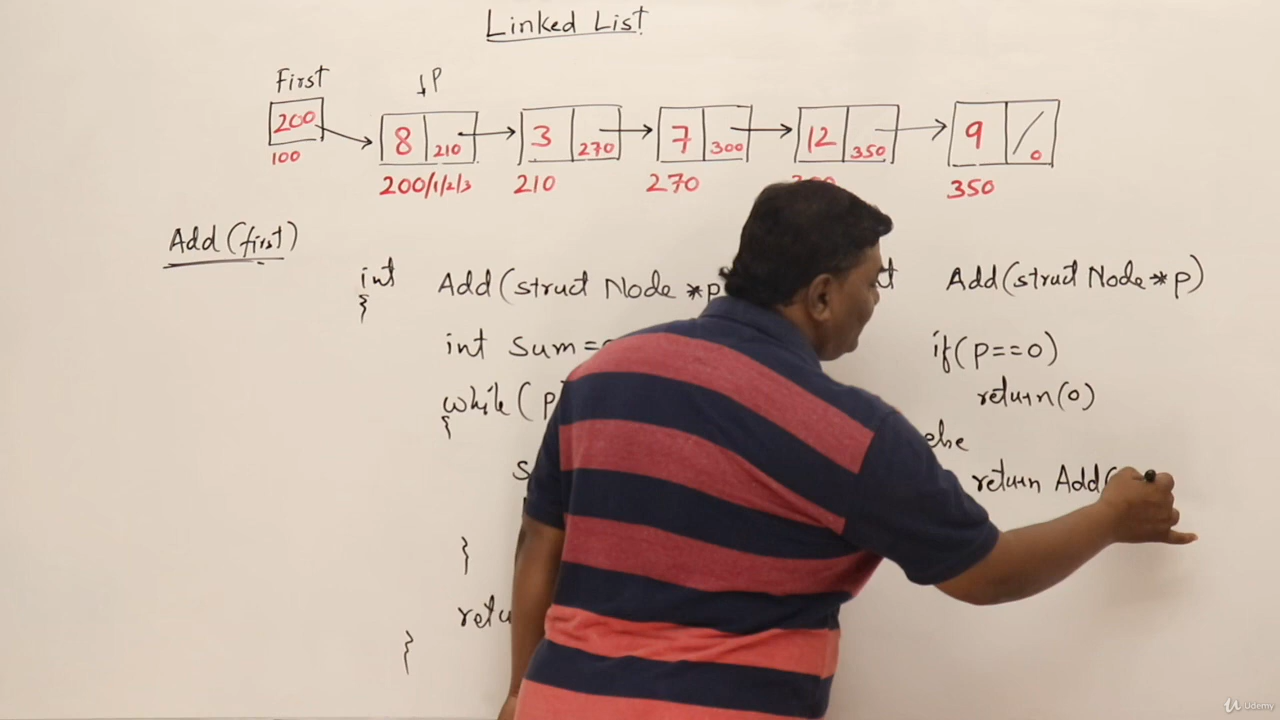 Linked List
First
↓P
200
8 210
3 270
7 300
12 350
9 / 0
100
200/1/2/3
210
270
350
Add(first)
int Add(struct Node *p
{
int sum=
while( p
{
}
}
Add(struct Node *p)
if(p==0)
return(0)
else
return Add(
Udemy